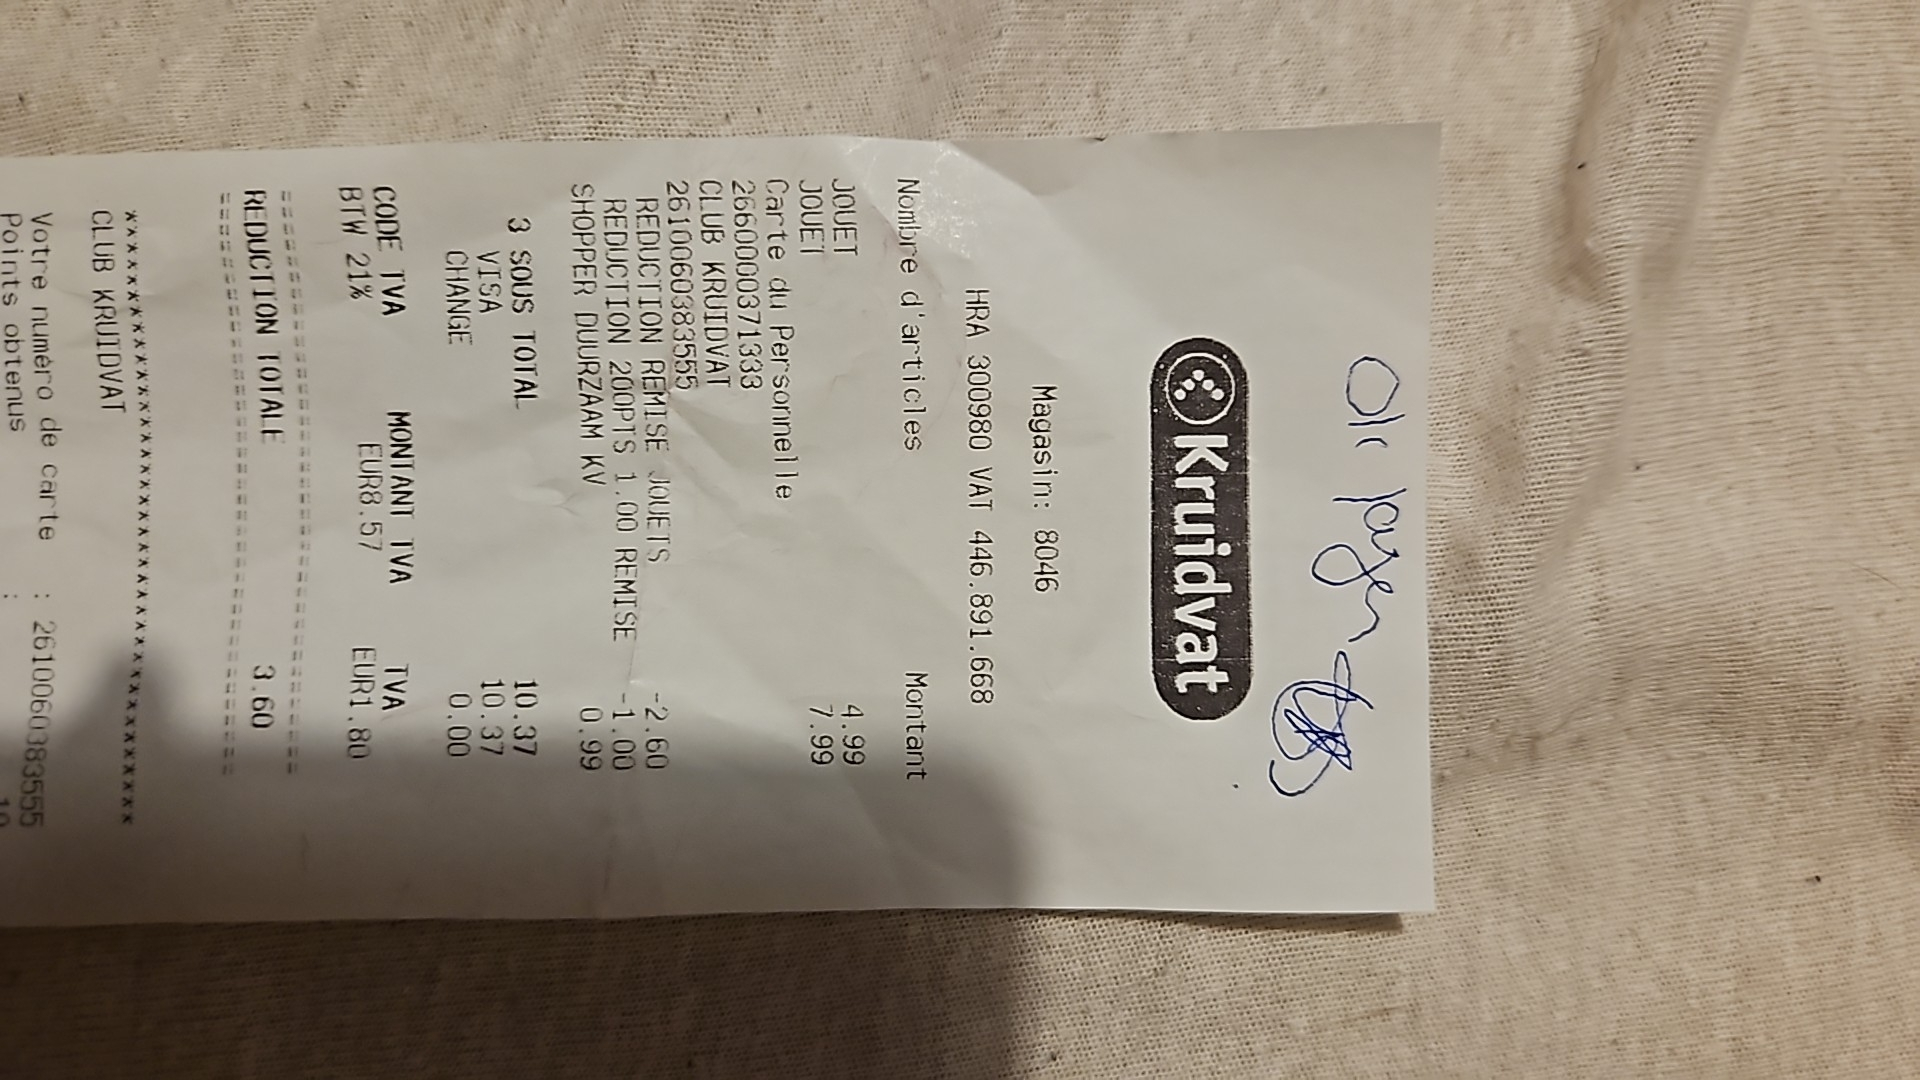 Ok payer
Kruidvat
Magasin: 8046
HRA 300980 VAT 446.891.668
Nombre d'articles Montant
JOUET 4.99
JOUET 7.99
Carte du Personnelle
2660000371333
CLUB KRUIDVAT
2610060383555
REDUCTION REMISE JOUETS -2.60
REDUCTION 200PTS 1.00 REMISE -1.00
SHOPPER DUURZAAM KV 0.99
3 SOUS TOTAL 10.37
VISA 10.37
CHANGE 0.00
CODE TVA MONTANT TVA TVA
BTW 21% EUR8.57 EUR1.80
REDUCTION TOTALE 3.60
****************************************
CLUB KRUIDVAT
Votre numéro de carte : 2610060383555
Points obtenus :